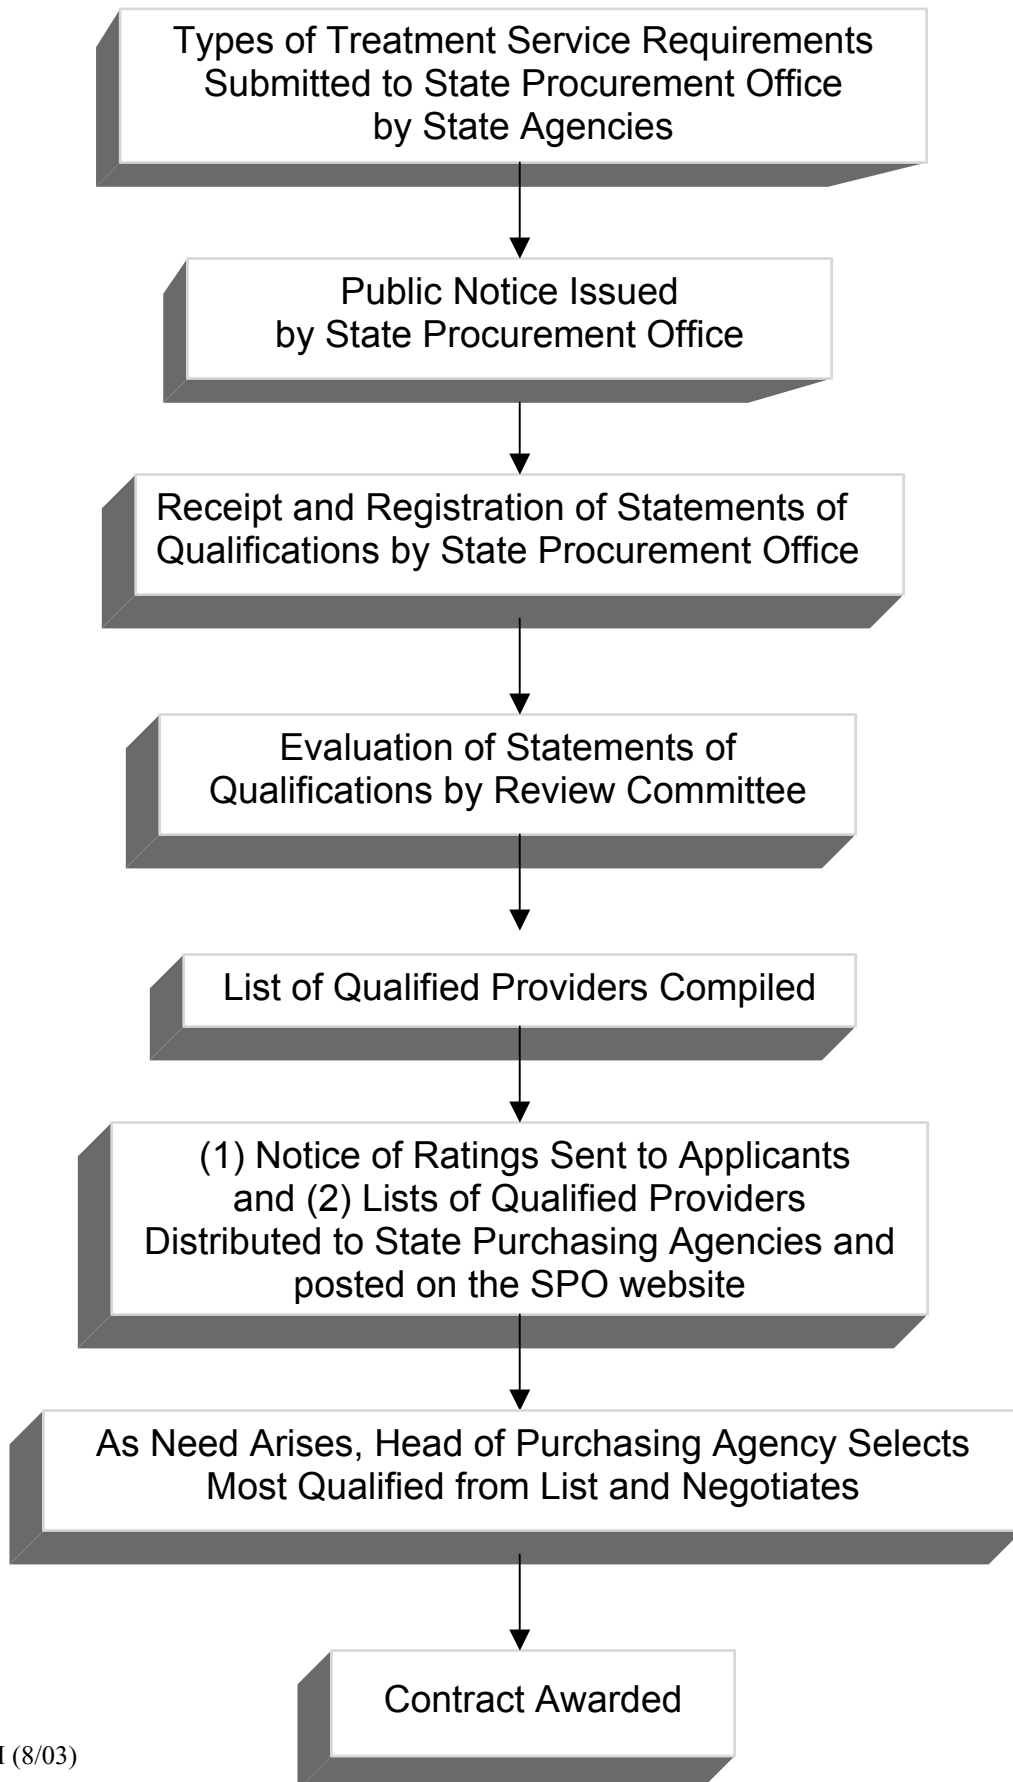 Types of Treatment Service Requirements
Submitted to State Procurement Office
by State Agencies
Public Notice Issued
by State Procurement Office
Receipt and Registration of Statements of
Qualifications by State Procurement Office
Evaluation of Statements of
Qualifications by Review Committee
List of Qualified Providers Compiled
(1) Notice of Ratings Sent to Applicants
and (2) Lists of Qualified Providers
Distributed to State Purchasing Agencies and
posted on the SPO website
As Need Arises, Head of Purchasing Agency Selects
Most Qualified from List and Negotiates
Contract Awarded
(8/03)